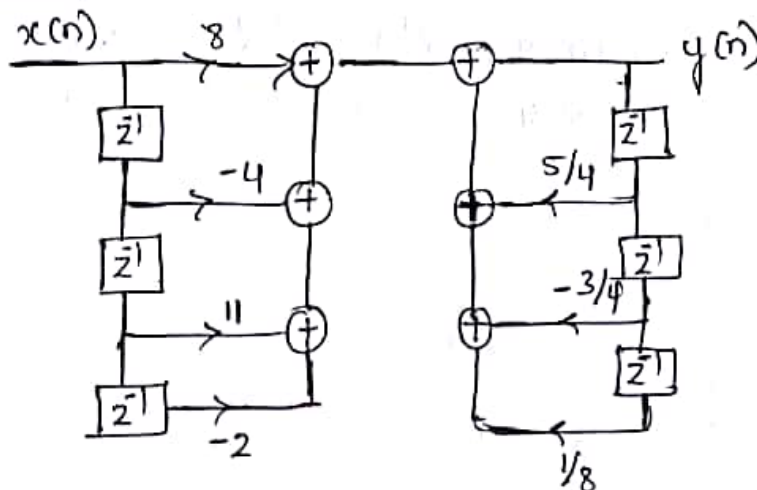 x(n) 8 + + y(n)
z⁻¹ z⁻¹
-4 + + 5/4
z⁻¹ z⁻¹
11 + + -3/4
z⁻¹ z⁻¹
-2 1/8